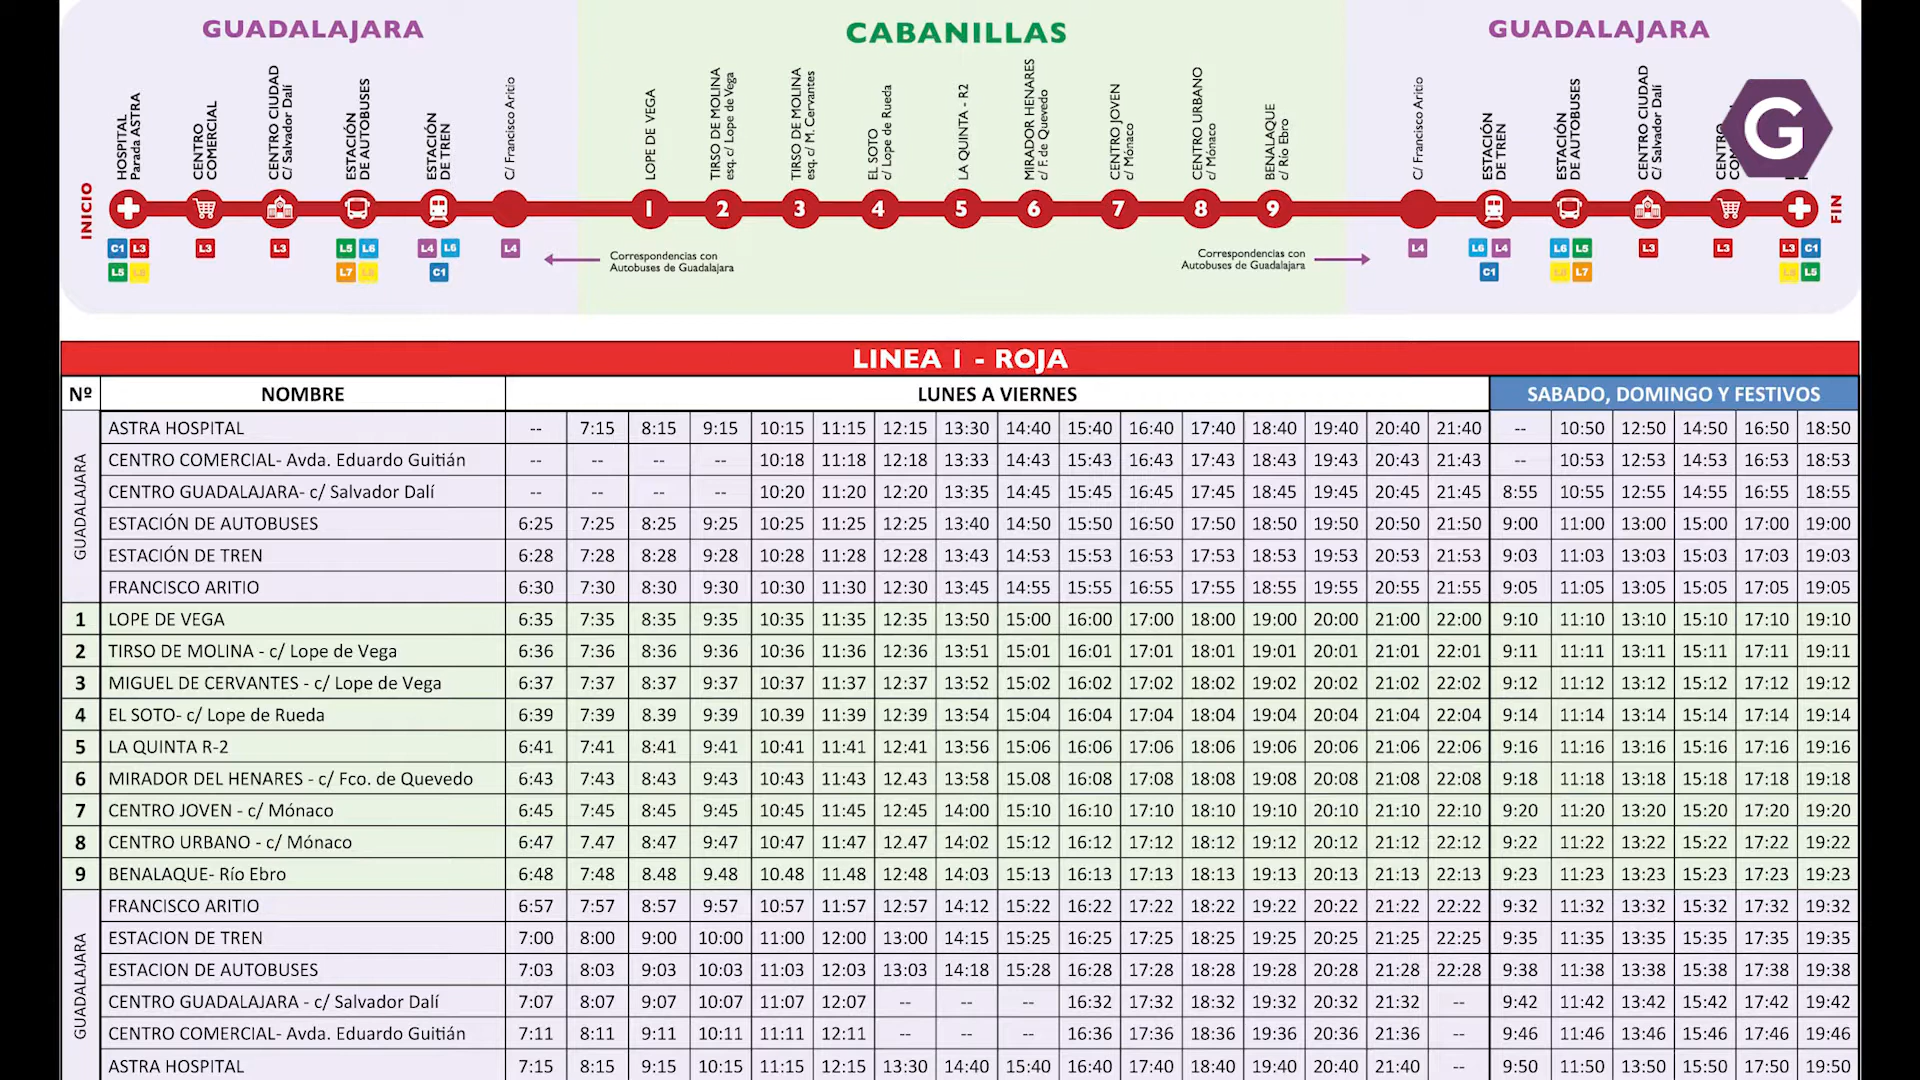 GUADALAJARA
CABANILLAS
GUADALAJARA
INICIO
HOSPITAL
Parada ASTRA
CENTRO
COMERCIAL
CENTRO CIUDAD
C/ Salvador Dalí
ESTACIÓN
DE AUTOBUSES
ESTACIÓN
DE TREN
C/ Francisco Aritio
LOPE DE VEGA
TIRSO DE MOLINA
esq. c/ Lope de Vega
TIRSO DE MOLINA
esq. c/ M. Cervantes
EL SOTO
c/ Lope de Rueda
LA QUINTA - R2
MIRADOR HENARES
c/ F. de Quevedo
CENTRO JOVEN
c/ Mónaco
CENTRO URBANO
c/ Mónaco
BENALAQUE
c/ Río Ebro
C/ Francisco Aritio
ESTACIÓN
DE TREN
ESTACIÓN
DE AUTOBUSES
CENTRO CIUDAD
C/ Salvador Dalí
G
FIN
1 2 3 4 5 6 7 8 9
C1 L3 L3 L3 L5 L6 L4 L6 L4
L5 L7 C1
Correspondencias con
Autobuses de Guadalajara
Correspondencias con
Autobuses de Guadalajara
L4 L6 L4 L6 L5 L3 L3 L3 C1
C1 L7 L5
LINEA 1 - ROJA
Nº NOMBRE LUNES A VIERNES SABADO, DOMINGO Y FESTIVOS
GUADALAJARA
ASTRA HOSPITAL -- 7:15 8:15 9:15 10:15 11:15 12:15 13:30 14:40 15:40 16:40 17:40 18:40 19:40 20:40 21:40 -- 10:50 12:50 14:50 16:50 18:50
CENTRO COMERCIAL- Avda. Eduardo Guitián -- -- -- -- 10:18 11:18 12:18 13:33 14:43 15:43 16:43 17:43 18:43 19:43 20:43 21:43 -- 10:53 12:53 14:53 16:53 18:53
CENTRO GUADALAJARA- c/ Salvador Dalí -- -- -- -- 10:20 11:20 12:20 13:35 14:45 15:45 16:45 17:45 18:45 19:45 20:45 21:45 8:55 10:55 12:55 14:55 16:55 18:55
ESTACIÓN DE AUTOBUSES 6:25 7:25 8:25 9:25 10:25 11:25 12:25 13:40 14:50 15:50 16:50 17:50 18:50 19:50 20:50 21:50 9:00 11:00 13:00 15:00 17:00 19:00
ESTACIÓN DE TREN 6:28 7:28 8:28 9:28 10:28 11:28 12:28 13:43 14:53 15:53 16:53 17:53 18:53 19:53 20:53 21:53 9:03 11:03 13:03 15:03 17:03 19:03
FRANCISCO ARITIO 6:30 7:30 8:30 9:30 10:30 11:30 12:30 13:45 14:55 15:55 16:55 17:55 18:55 19:55 20:55 21:55 9:05 11:05 13:05 15:05 17:05 19:05
1 LOPE DE VEGA 6:35 7:35 8:35 9:35 10:35 11:35 12:35 13:50 15:00 16:00 17:00 18:00 19:00 20:00 21:00 22:00 9:10 11:10 13:10 15:10 17:10 19:10
2 TIRSO DE MOLINA - c/ Lope de Vega 6:36 7:36 8:36 9:36 10:36 11:36 12:36 13:51 15:01 16:01 17:01 18:01 19:01 20:01 21:01 22:01 9:11 11:11 13:11 15:11 17:11 19:11
3 MIGUEL DE CERVANTES - c/ Lope de Vega 6:37 7:37 8:37 9:37 10:37 11:37 12:37 13:52 15:02 16:02 17:02 18:02 19:02 20:02 21:02 22:02 9:12 11:12 13:12 15:12 17:12 19:12
4 EL SOTO- c/ Lope de Rueda 6:39 7:39 8.39 9:39 10.39 11:39 12:39 13:54 15:04 16:04 17:04 18:04 19:04 20:04 21:04 22:04 9:14 11:14 13:14 15:14 17:14 19:14
5 LA QUINTA R-2 6:41 7:41 8:41 9:41 10:41 11:41 12:41 13:56 15:06 16:06 17:06 18:06 19:06 20:06 21:06 22:06 9:16 11:16 13:16 15:16 17:16 19:16
6 MIRADOR DEL HENARES - c/ Fco. de Quevedo 6:43 7:43 8:43 9:43 10:43 11:43 12.43 13:58 15.08 16:08 17:08 18:08 19:08 20:08 21:08 22:08 9:18 11:18 13:18 15:18 17:18 19:18
7 CENTRO JOVEN - c/ Mónaco 6:45 7:45 8:45 9:45 10:45 11:45 12:45 14:00 15:10 16:10 17:10 18:10 19:10 20:10 21:10 22:10 9:20 11:20 13:20 15:20 17:20 19:20
8 CENTRO URBANO - c/ Mónaco 6:47 7.47 8:47 9:47 10:47 11:47 12.47 14:02 15:12 16:12 17:12 18:12 19:12 20:12 21:12 22:12 9:22 11:22 13:22 15:22 17:22 19:22
9 BENALAQUE- Río Ebro 6:48 7:48 8.48 9.48 10.48 11.48 12:48 14:03 15:13 16:13 17:13 18:13 19:13 20:13 21:13 22:13 9:23 11:23 13:23 15:23 17:23 19:23
GUADALAJARA
FRANCISCO ARITIO 6:57 7:57 8:57 9:57 10:57 11:57 12:57 14:12 15:22 16:22 17:22 18:22 19:22 20:22 21:22 22:22 9:32 11:32 13:32 15:32 17:32 19:32
ESTACION DE TREN 7:00 8:00 9:00 10:00 11:00 12:00 13:00 14:15 15:25 16:25 17:25 18:25 19:25 20:25 21:25 22:25 9:35 11:35 13:35 15:35 17:35 19:35
ESTACION DE AUTOBUSES 7:03 8:03 9:03 10:03 11:03 12:03 13:03 14:18 15:28 16:28 17:28 18:28 19:28 20:28 21:28 22:28 9:38 11:38 13:38 15:38 17:38 19:38
CENTRO GUADALAJARA - c/ Salvador Dalí 7:07 8:07 9:07 10:07 11:07 12:07 -- -- -- 16:32 17:32 18:32 19:32 20:32 21:32 -- 9:42 11:42 13:42 15:42 17:42 19:42
CENTRO COMERCIAL- Avda. Eduardo Guitián 7:11 8:11 9:11 10:11 11:11 12:11 -- -- -- 16:36 17:36 18:36 19:36 20:36 21:36 -- 9:46 11:46 13:46 15:46 17:46 19:46
ASTRA HOSPITAL 7:15 8:15 9:15 10:15 11:15 12:15 13:30 14:40 15:40 16:40 17:40 18:40 19:40 20:40 21:40 -- 9:50 11:50 13:50 15:50 17:50 19:50